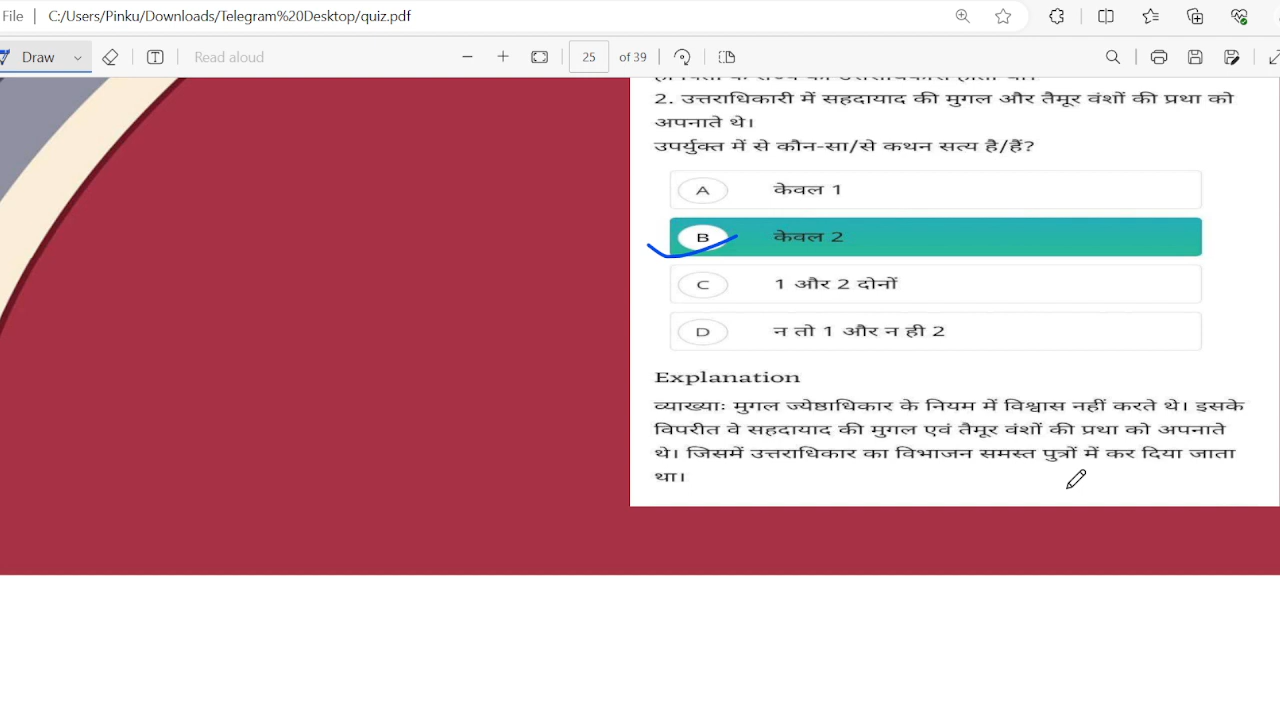 File | C:/Users/Pinku/Downloads/Telegram%20Desktop/quiz.pdf
Draw Read aloud 25 of 39
2. उत्तराधिकारी में सहदायाद की मुगल और तैमूर वंशों की प्रथा को
अपनाते थे।
उपर्युक्त में से कौन-सा/से कथन सत्य है/हैं?
A केवल 1
B केवल 2
C 1 और 2 दोनों
D न तो 1 और न ही 2
Explanation
व्याख्याः मुगल ज्येष्ठाधिकार के नियम में विश्वास नहीं करते थे। इसके
विपरीत वे सहदायाद की मुगल एवं तैमूर वंशों की प्रथा को अपनाते
थे। जिसमें उत्तराधिकार का विभाजन समस्त पुत्रों में कर दिया जाता
था।